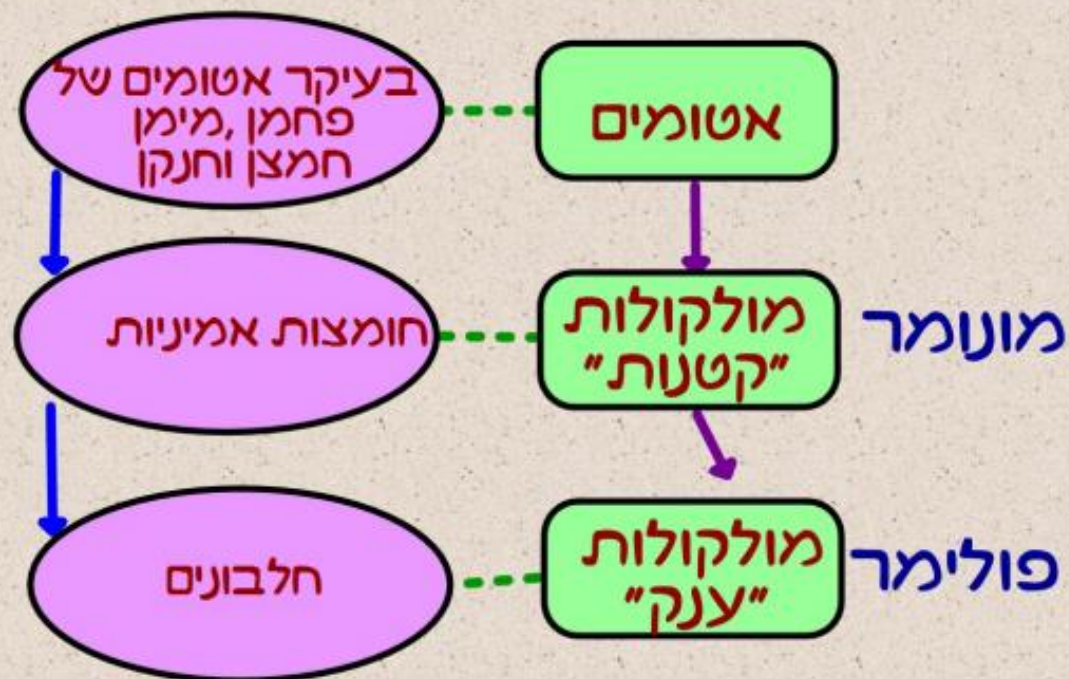 אטומים
בעיקר אטומים של
פחמן, מימן
חמצן וחנקן
מונומר
מולקולות
"קטנות"
חומצות אמיניות
פולימר
מולקולות
"ענק"
חלבונים